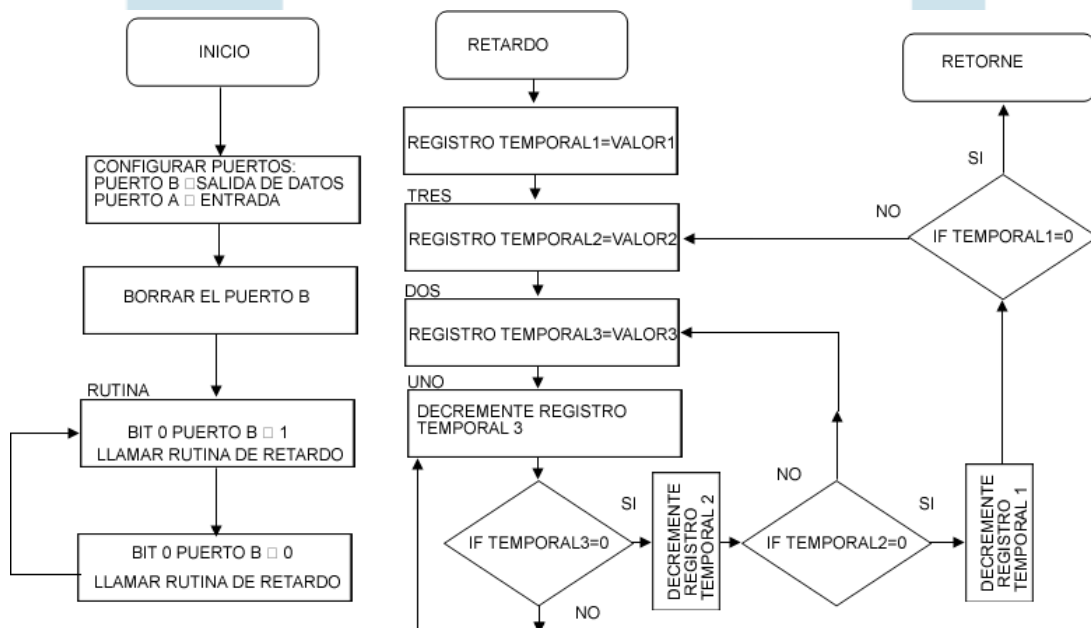 INICIO
CONFIGURAR PUERTOS:
PUERTO B □SALIDA DE DATOS
PUERTO A □ ENTRADA
BORRAR EL PUERTO B
RUTINA
BIT 0 PUERTO B □ 1
LLAMAR RUTINA DE RETARDO
BIT 0 PUERTO B □ 0
LLAMAR RUTINA DE RETARDO
RETARDO
REGISTRO TEMPORAL1=VALOR1
TRES
REGISTRO TEMPORAL2=VALOR2
DOS
REGISTRO TEMPORAL3=VALOR3
UNO
DECREMENTE REGISTRO
TEMPORAL 3
IF TEMPORAL3=0
SI
NO
DECREMENTE
REGISTRO
TEMPORAL 2
IF TEMPORAL2=0
NO
SI
DECREMENTE
REGISTRO
TEMPORAL 1
IF TEMPORAL1=0
NO
SI
RETORNE